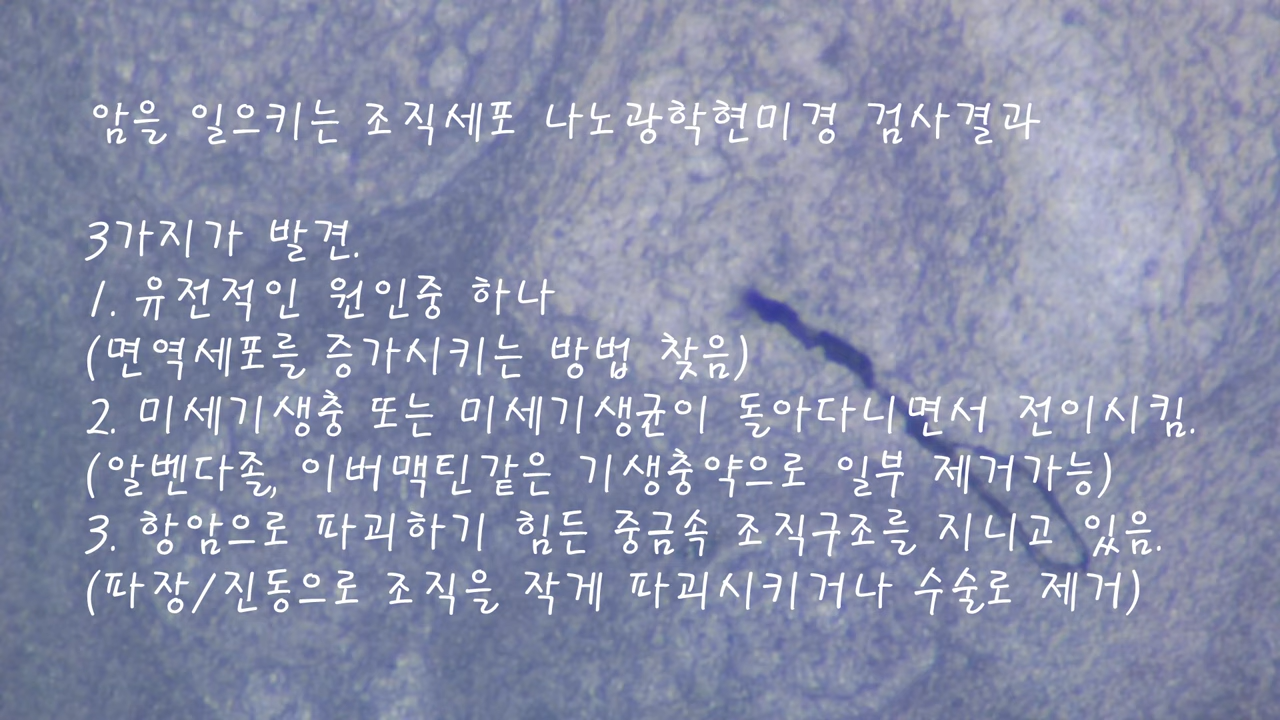 암을 일으키는 조직세포 나노광학현미경 검사결과
3가지가 발견.
1. 유전적인 원인중 하나
(면역세포를 증가시키는 방법 찾음)
2. 미세기생충 또는 미세기생균이 돌아다니면서 전이시킴.
(알벤다졸, 이버맥틴같은 기생충약으로 일부 제거가능)
3. 항암으로 파괴하기 힘든 중금속 조직구조를 지니고 있음.
(파장/진동으로 조직을 작게 파괴시키거나 수술로 제거)